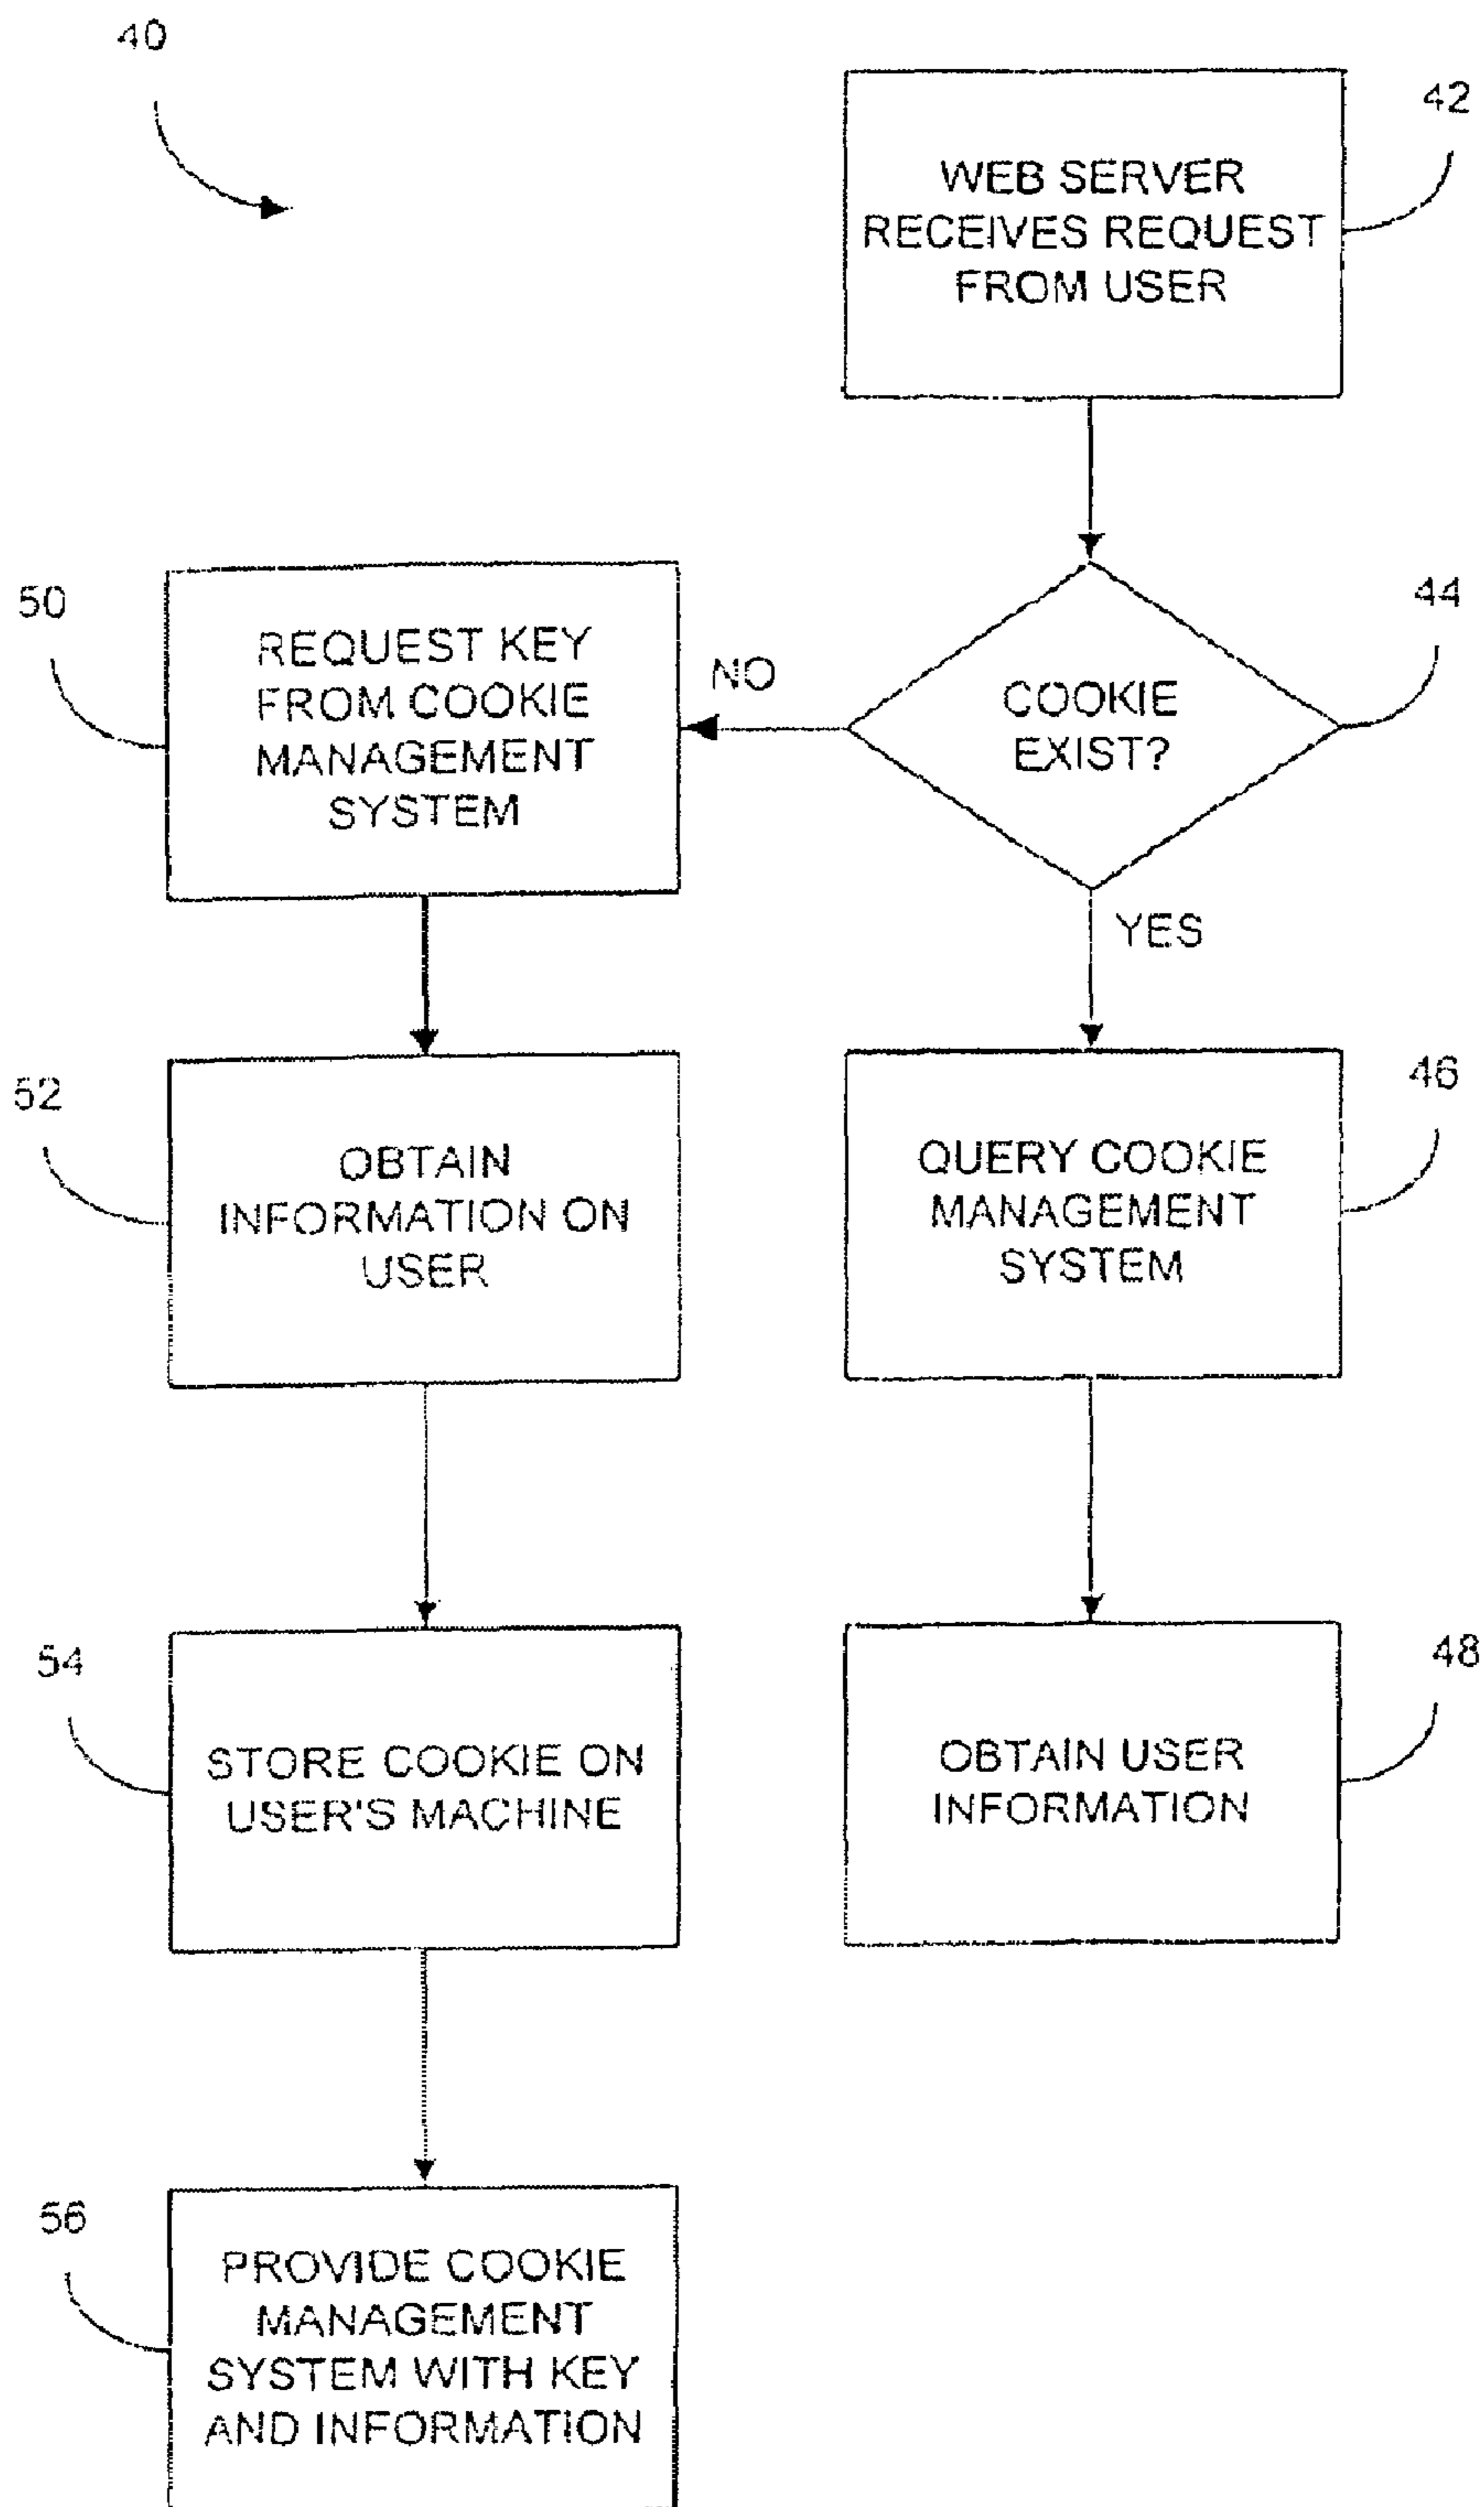 40
42
WEB SERVER
RECEIVES REQUEST
FROM USER
50
REQUEST KEY
FROM COOKIE
MANAGEMENT
SYSTEM
NO
COOKIE
EXIST?
44
YES
52
OBTAIN
INFORMATION ON
USER
QUERY COOKIE
MANAGEMENT
SYSTEM
46
54
STORE COOKIE ON
USER'S MACHINE
OBTAIN USER
INFORMATION
48
56
PROVIDE COOKIE
MANAGEMENT
SYSTEM WITH KEY
AND INFORMATION